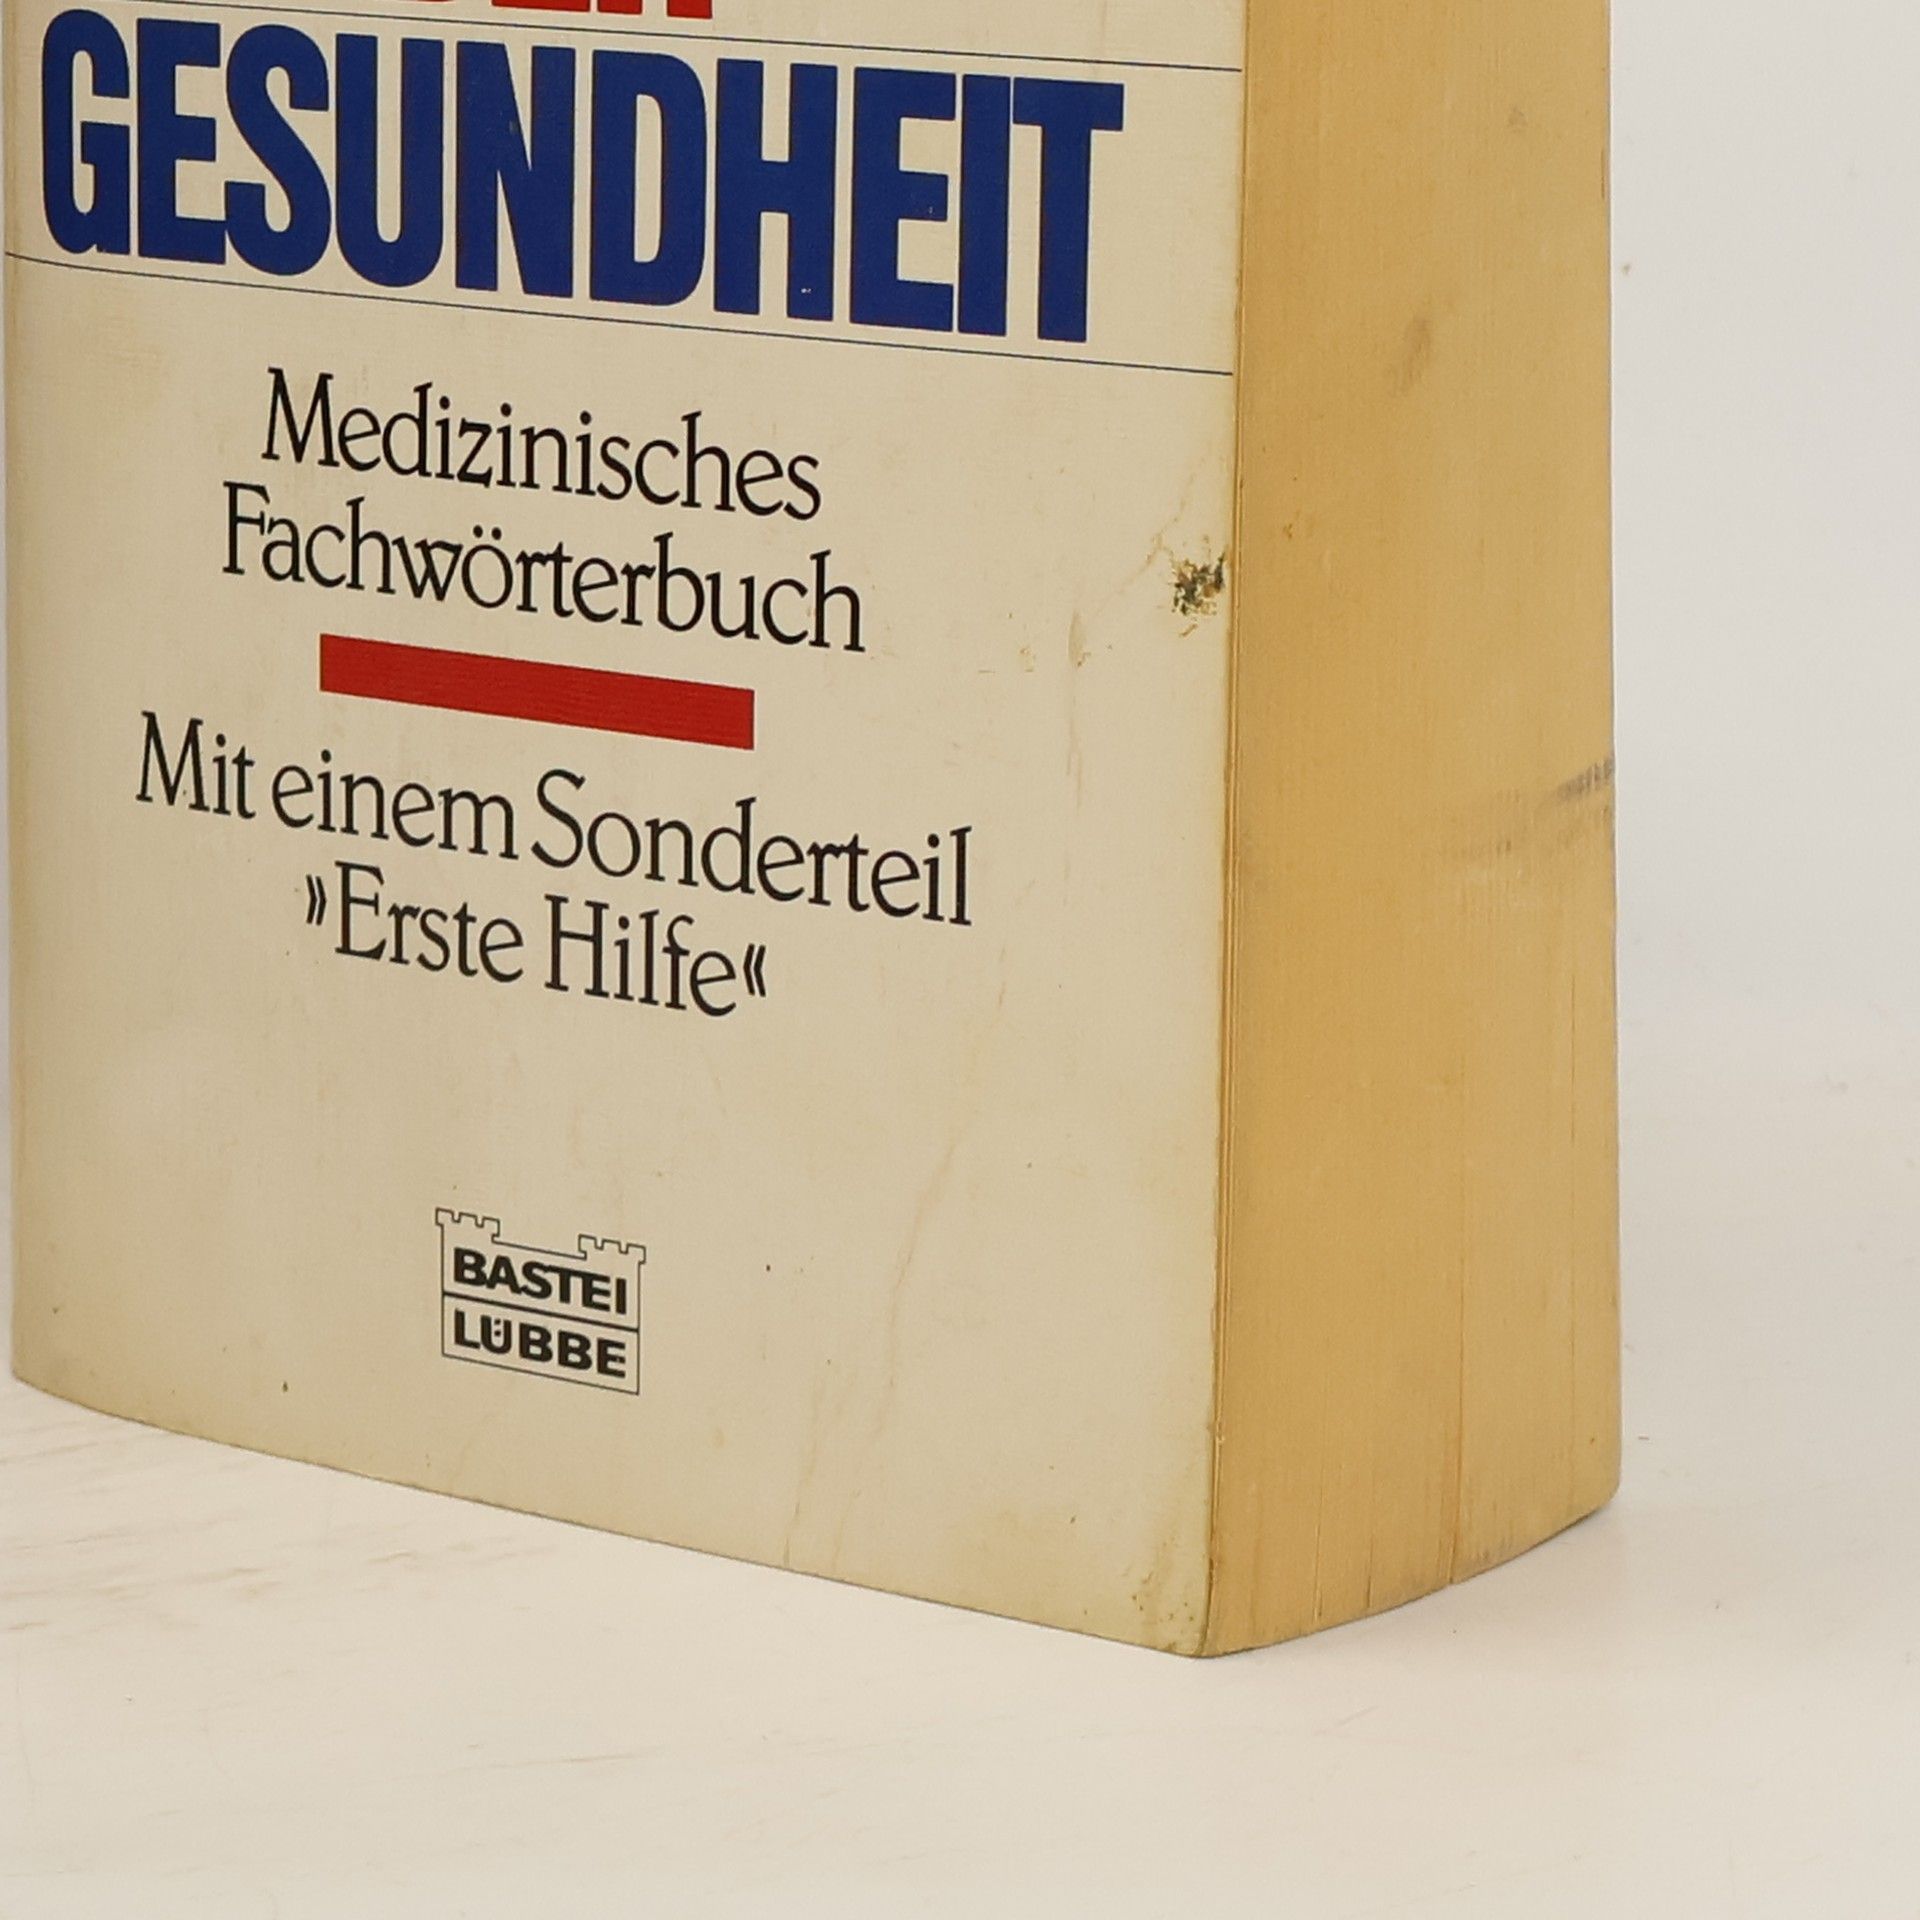 GESUNDHEIT
Medizinisches
Fachwörterbuch
Mit einem Sonderteil
»Erste Hilfe«
BASTEI
LÜBBE